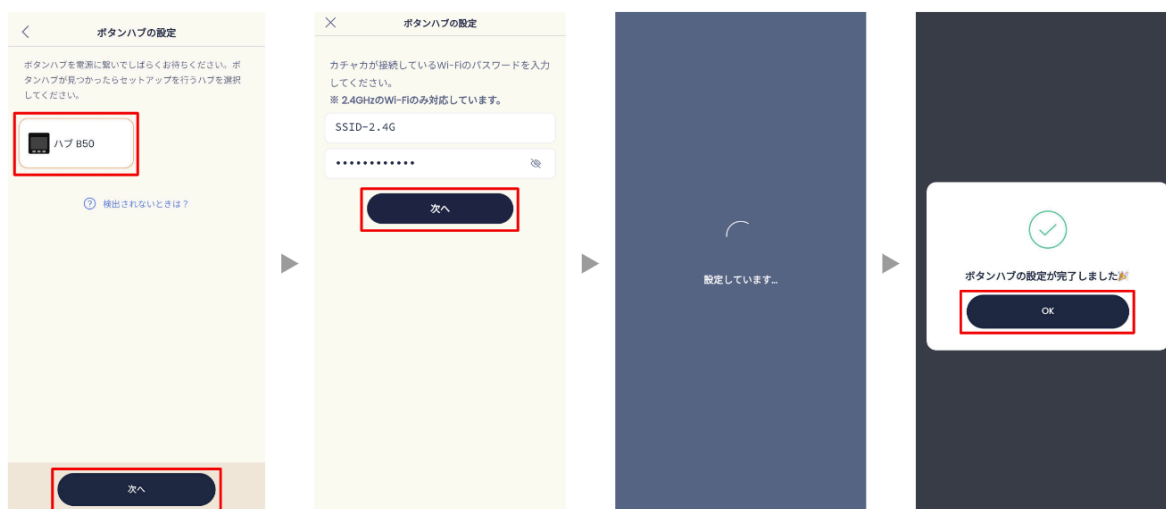 ボタンハブの設定
ボタンハブを電源に繋いでしばらくお待ちください。ボ
タンハブが見つかったらセットアップを行うハブを選択
してください。
ハブ B50
? 検出されないときは?
次へ
ボタンハブの設定
カチャカが接続しているWi-Fiのパスワードを入力
してください。
※ 2.4GHzのWi-Fiのみ対応しています。
SSID-2.4G
••••••••••••
次へ
設定しています...
ボタンハブの設定が完了しました🎉
OK